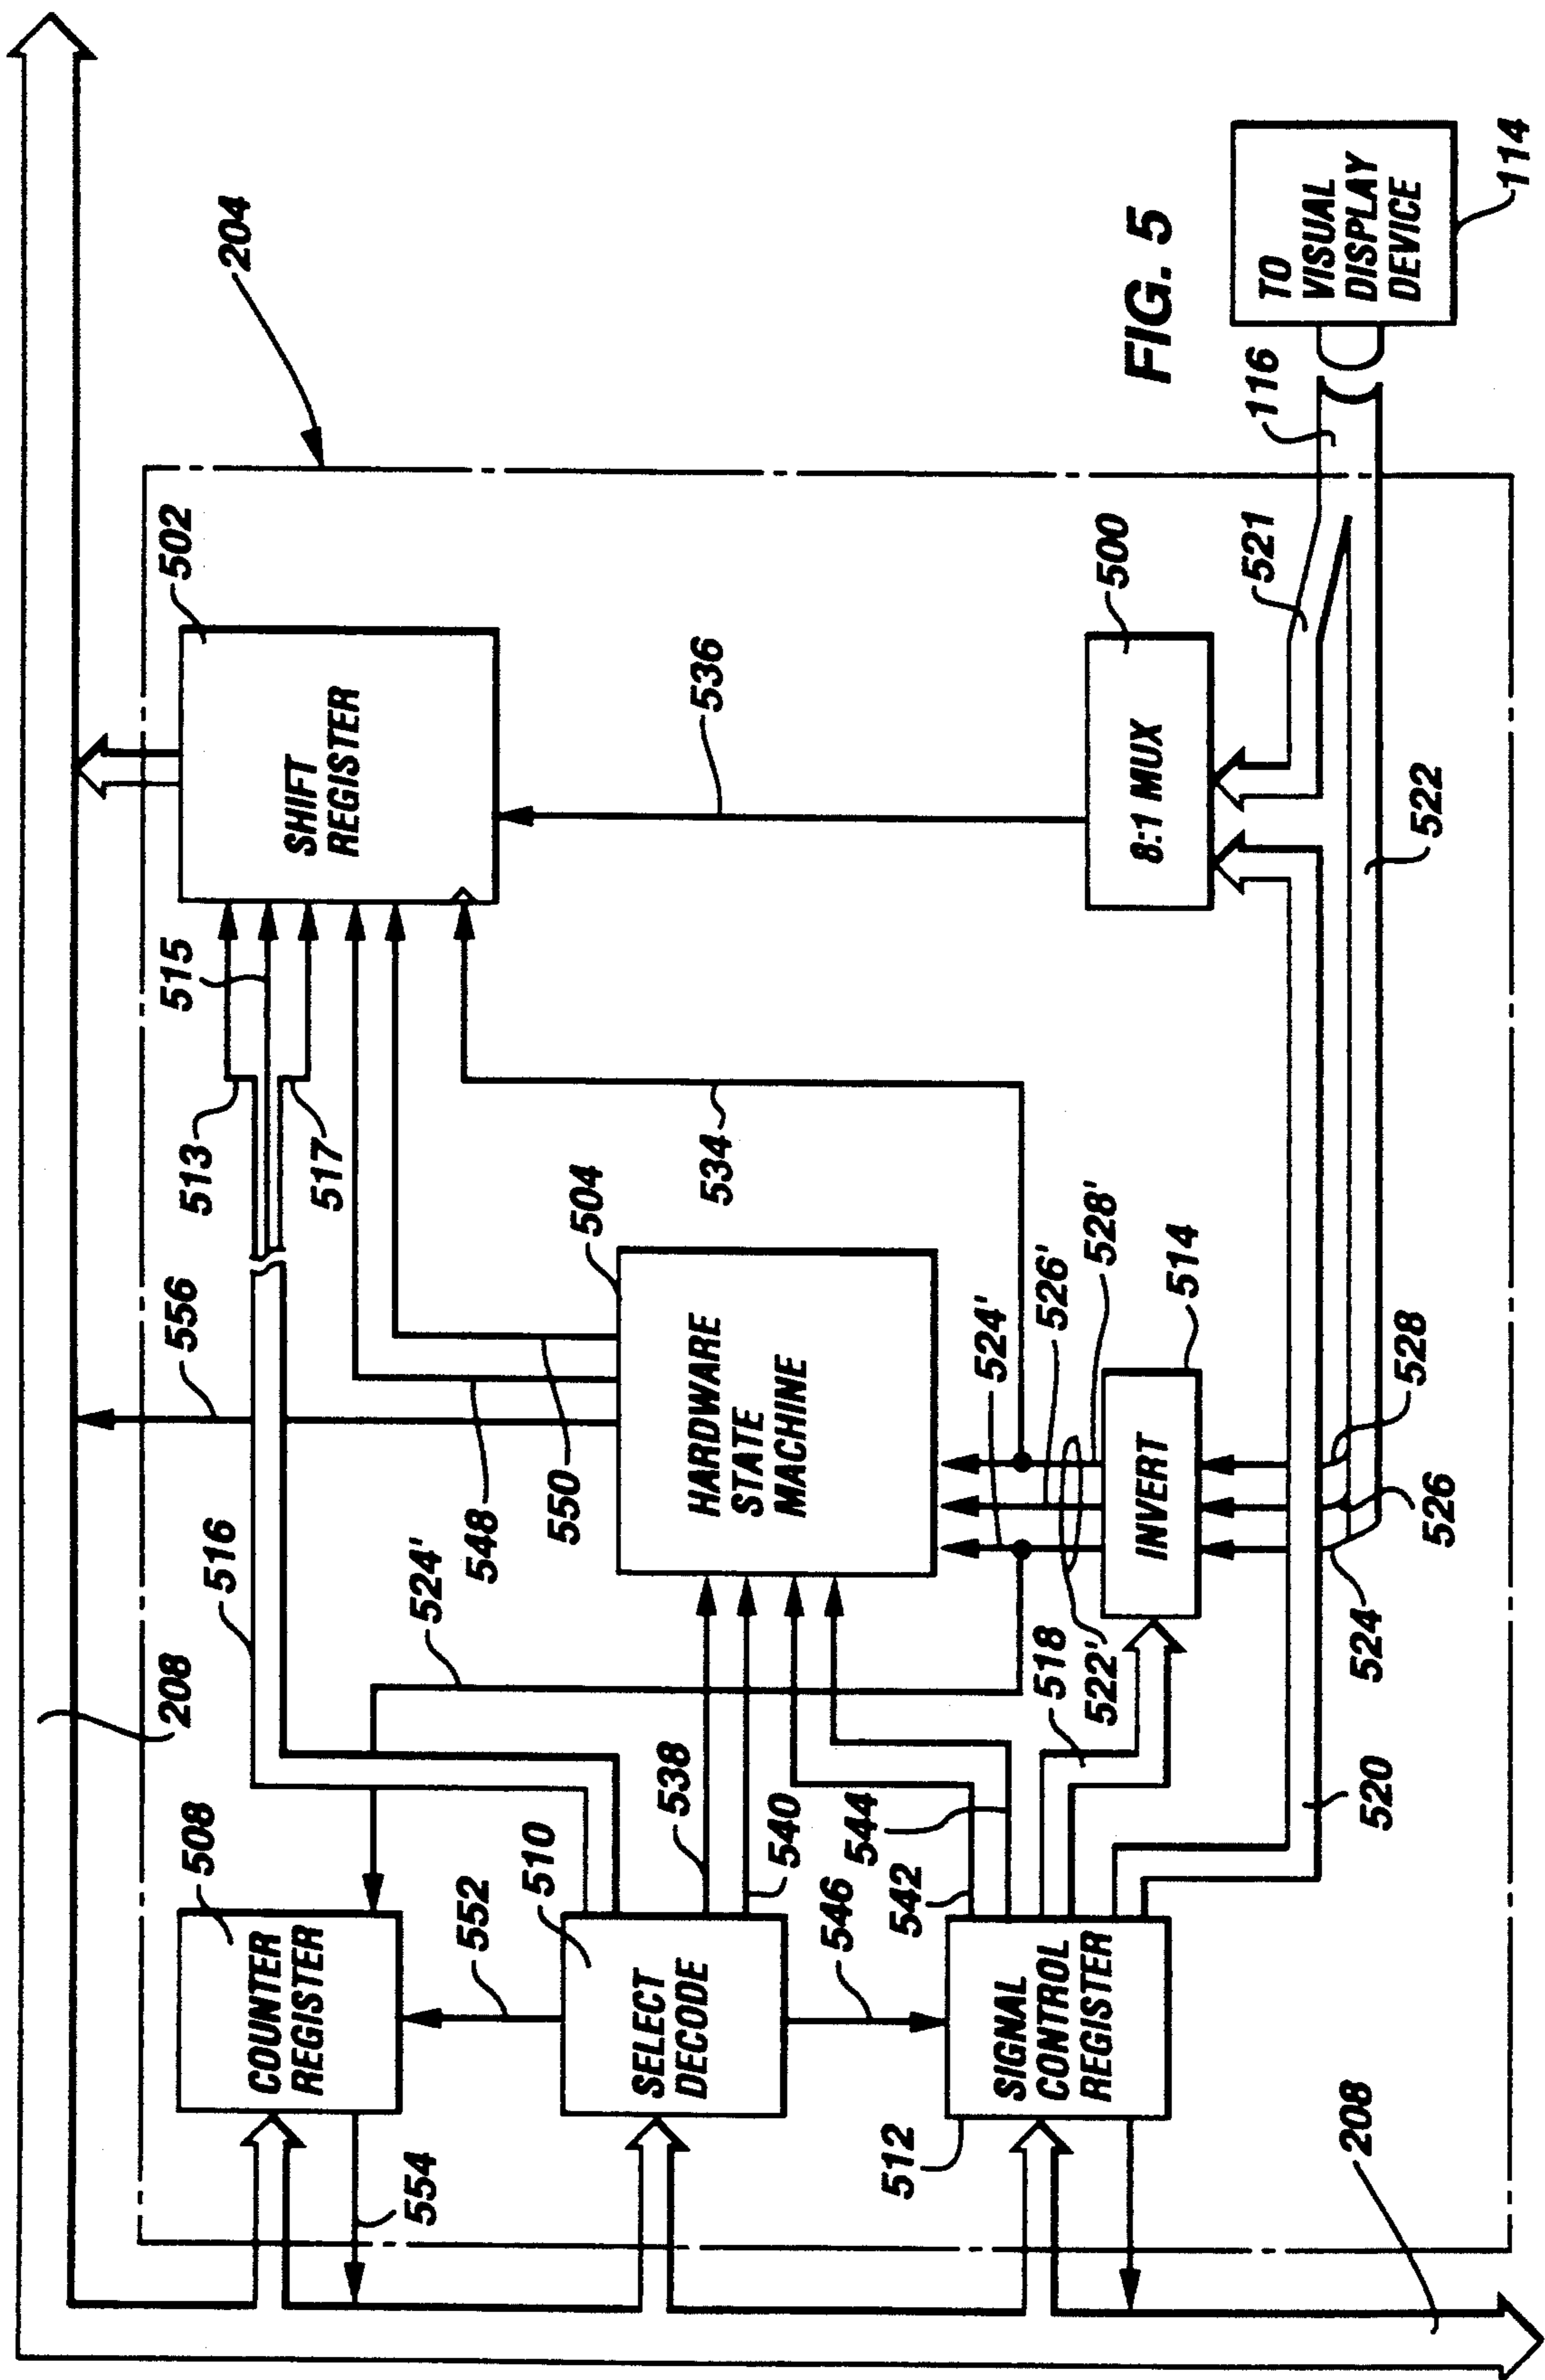 208
204
556
516
513
515
502
517
508
COUNTER
REGISTER
SHIFT
REGISTER
524'
548
550
504
554
552
510
SELECT
DECODE
538
540
HARDWARE
STATE
MACHINE
534
536
546
544
542
524'
526'
528'
512
SIGNAL
CONTROL
REGISTER
518
522'
INVERT
514
8:1 MUX
500
FIG. 5
521
116
TO
VISUAL
DISPLAY
DEVICE
114
208
520
524
526
528
522